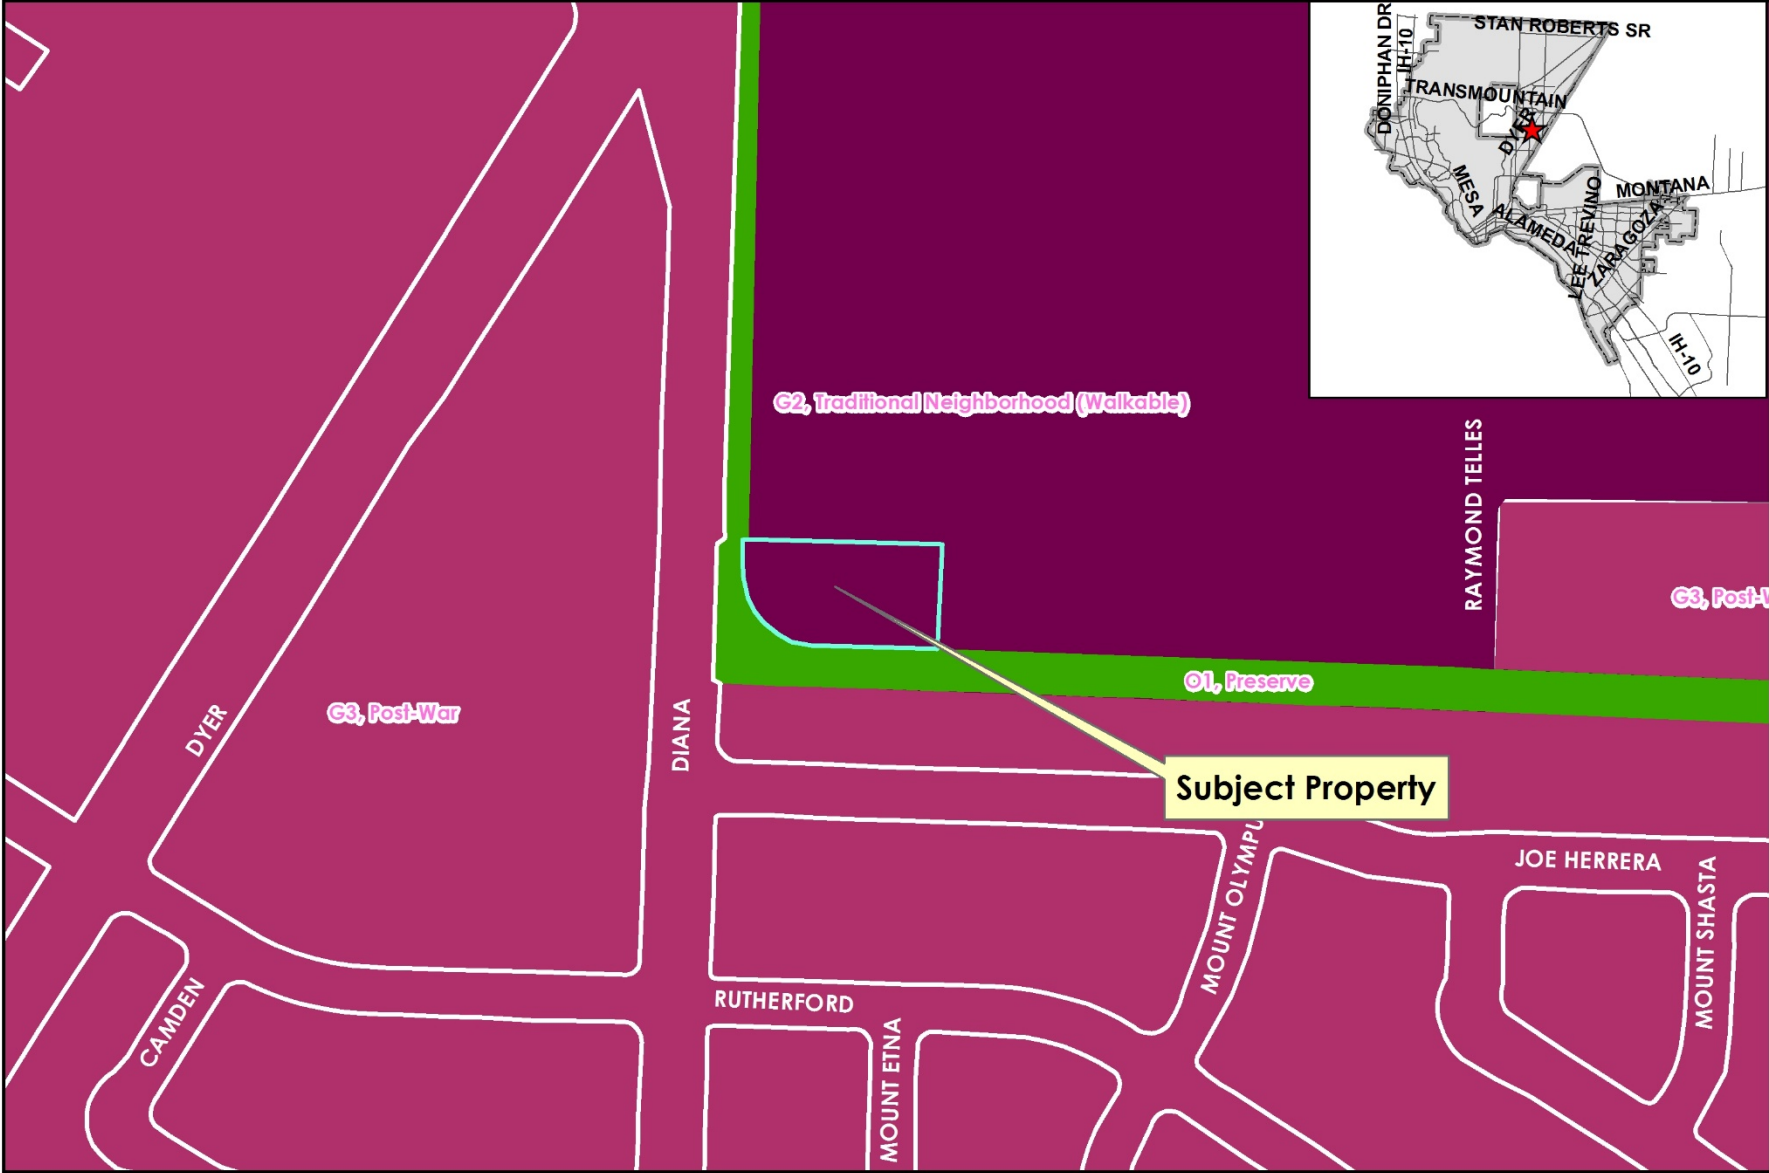 DONIPHAN DR
IH-10
STAN ROBERTS SR
TRANSMOUNTAIN
DYER
MESA
MONTANA
ALAMEDA
LEE TREVINO
ZARAGOZA
IH-10
G2, Traditional Neighborhood (Walkable)
RAYMOND TELLES
G3, Post-W
O1, Preserve
G3, Post-War
DYER
DIANA
Subject Property
MOUNT OLYMPU
JOE HERRERA
MOUNT SHASTA
CAMDEN
RUTHERFORD
MOUNT ETNA